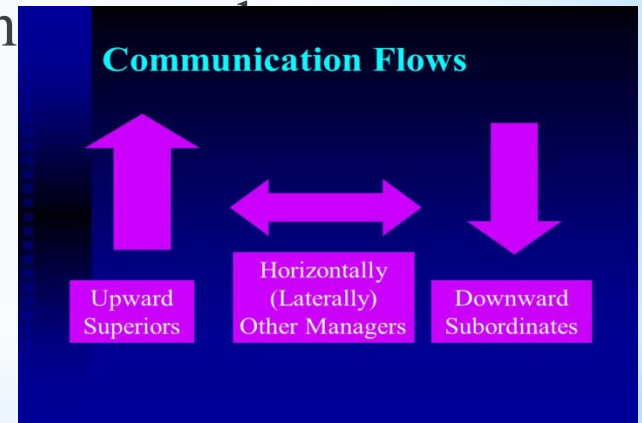 Communication Flows
Upward
Superiors
Horizontally
(Laterally)
Other Managers
Downward
Subordinates